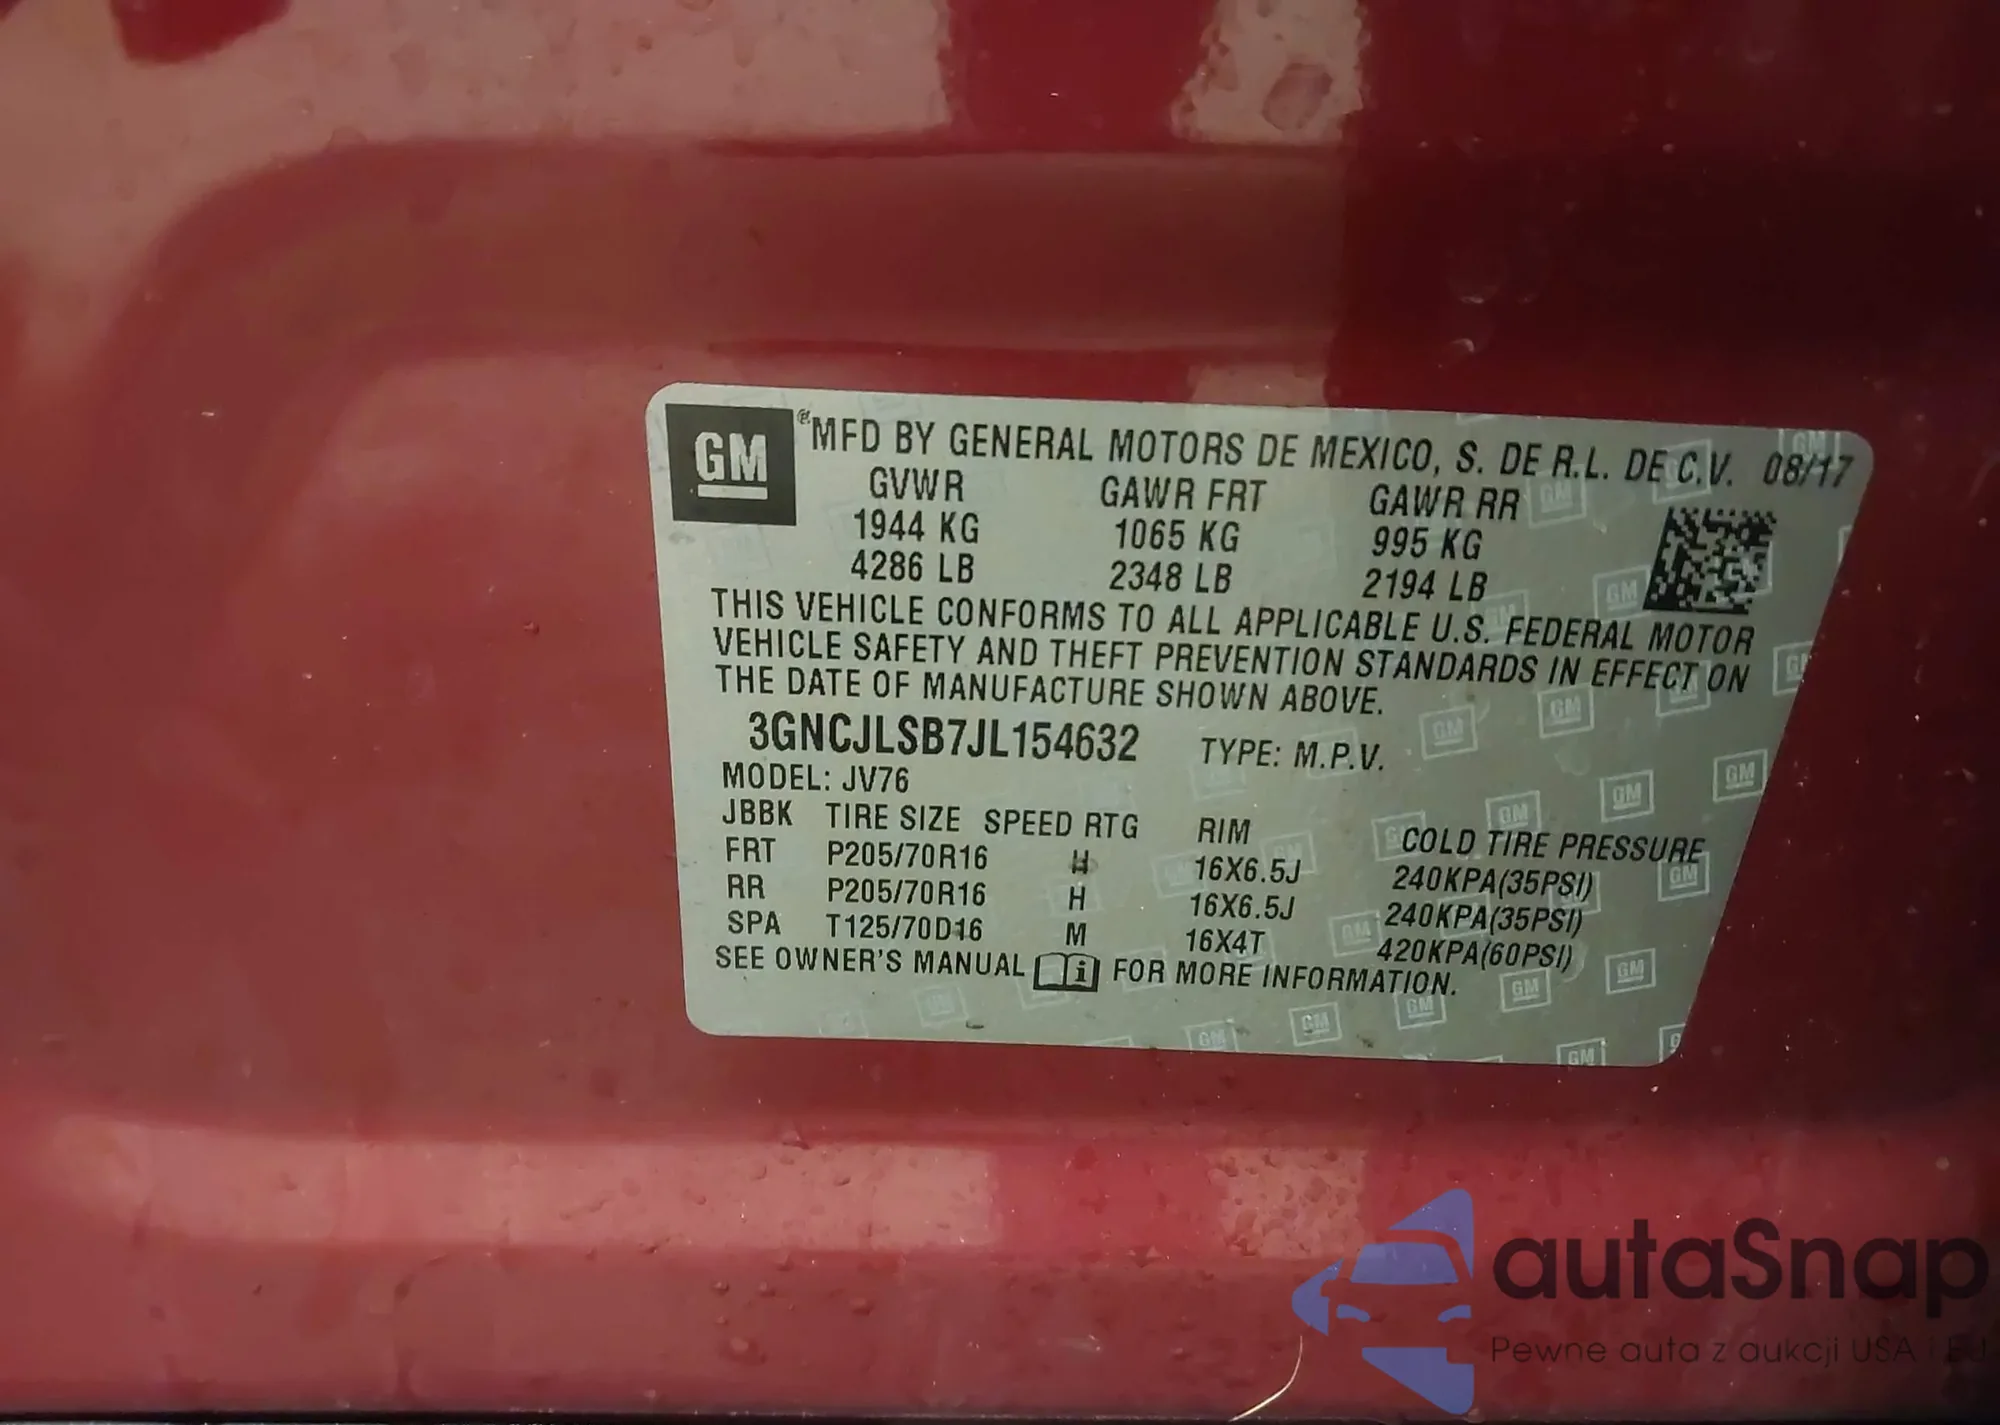 GM ® MFD BY GENERAL MOTORS DE MEXICO, S. DE R.L. DE C.V. 08/17
GVWR GAWR FRT GAWR RR
1944 KG 1065 KG 995 KG
4286 LB 2348 LB 2194 LB
THIS VEHICLE CONFORMS TO ALL APPLICABLE U.S. FEDERAL MOTOR
VEHICLE SAFETY AND THEFT PREVENTION STANDARDS IN EFFECT ON
THE DATE OF MANUFACTURE SHOWN ABOVE.
3GNCJLSB7JL154632 TYPE: M.P.V.
MODEL: JV76
JBBK TIRE SIZE SPEED RTG RIM COLD TIRE PRESSURE
FRT P205/70R16 H 16X6.5J 240KPA(35PSI)
RR P205/70R16 H 16X6.5J 240KPA(35PSI)
SPA T125/70D16 M 16X4T 420KPA(60PSI)
SEE OWNER'S MANUAL i FOR MORE INFORMATION.
autaSnap
Pewne auta z aukcji USA i EU